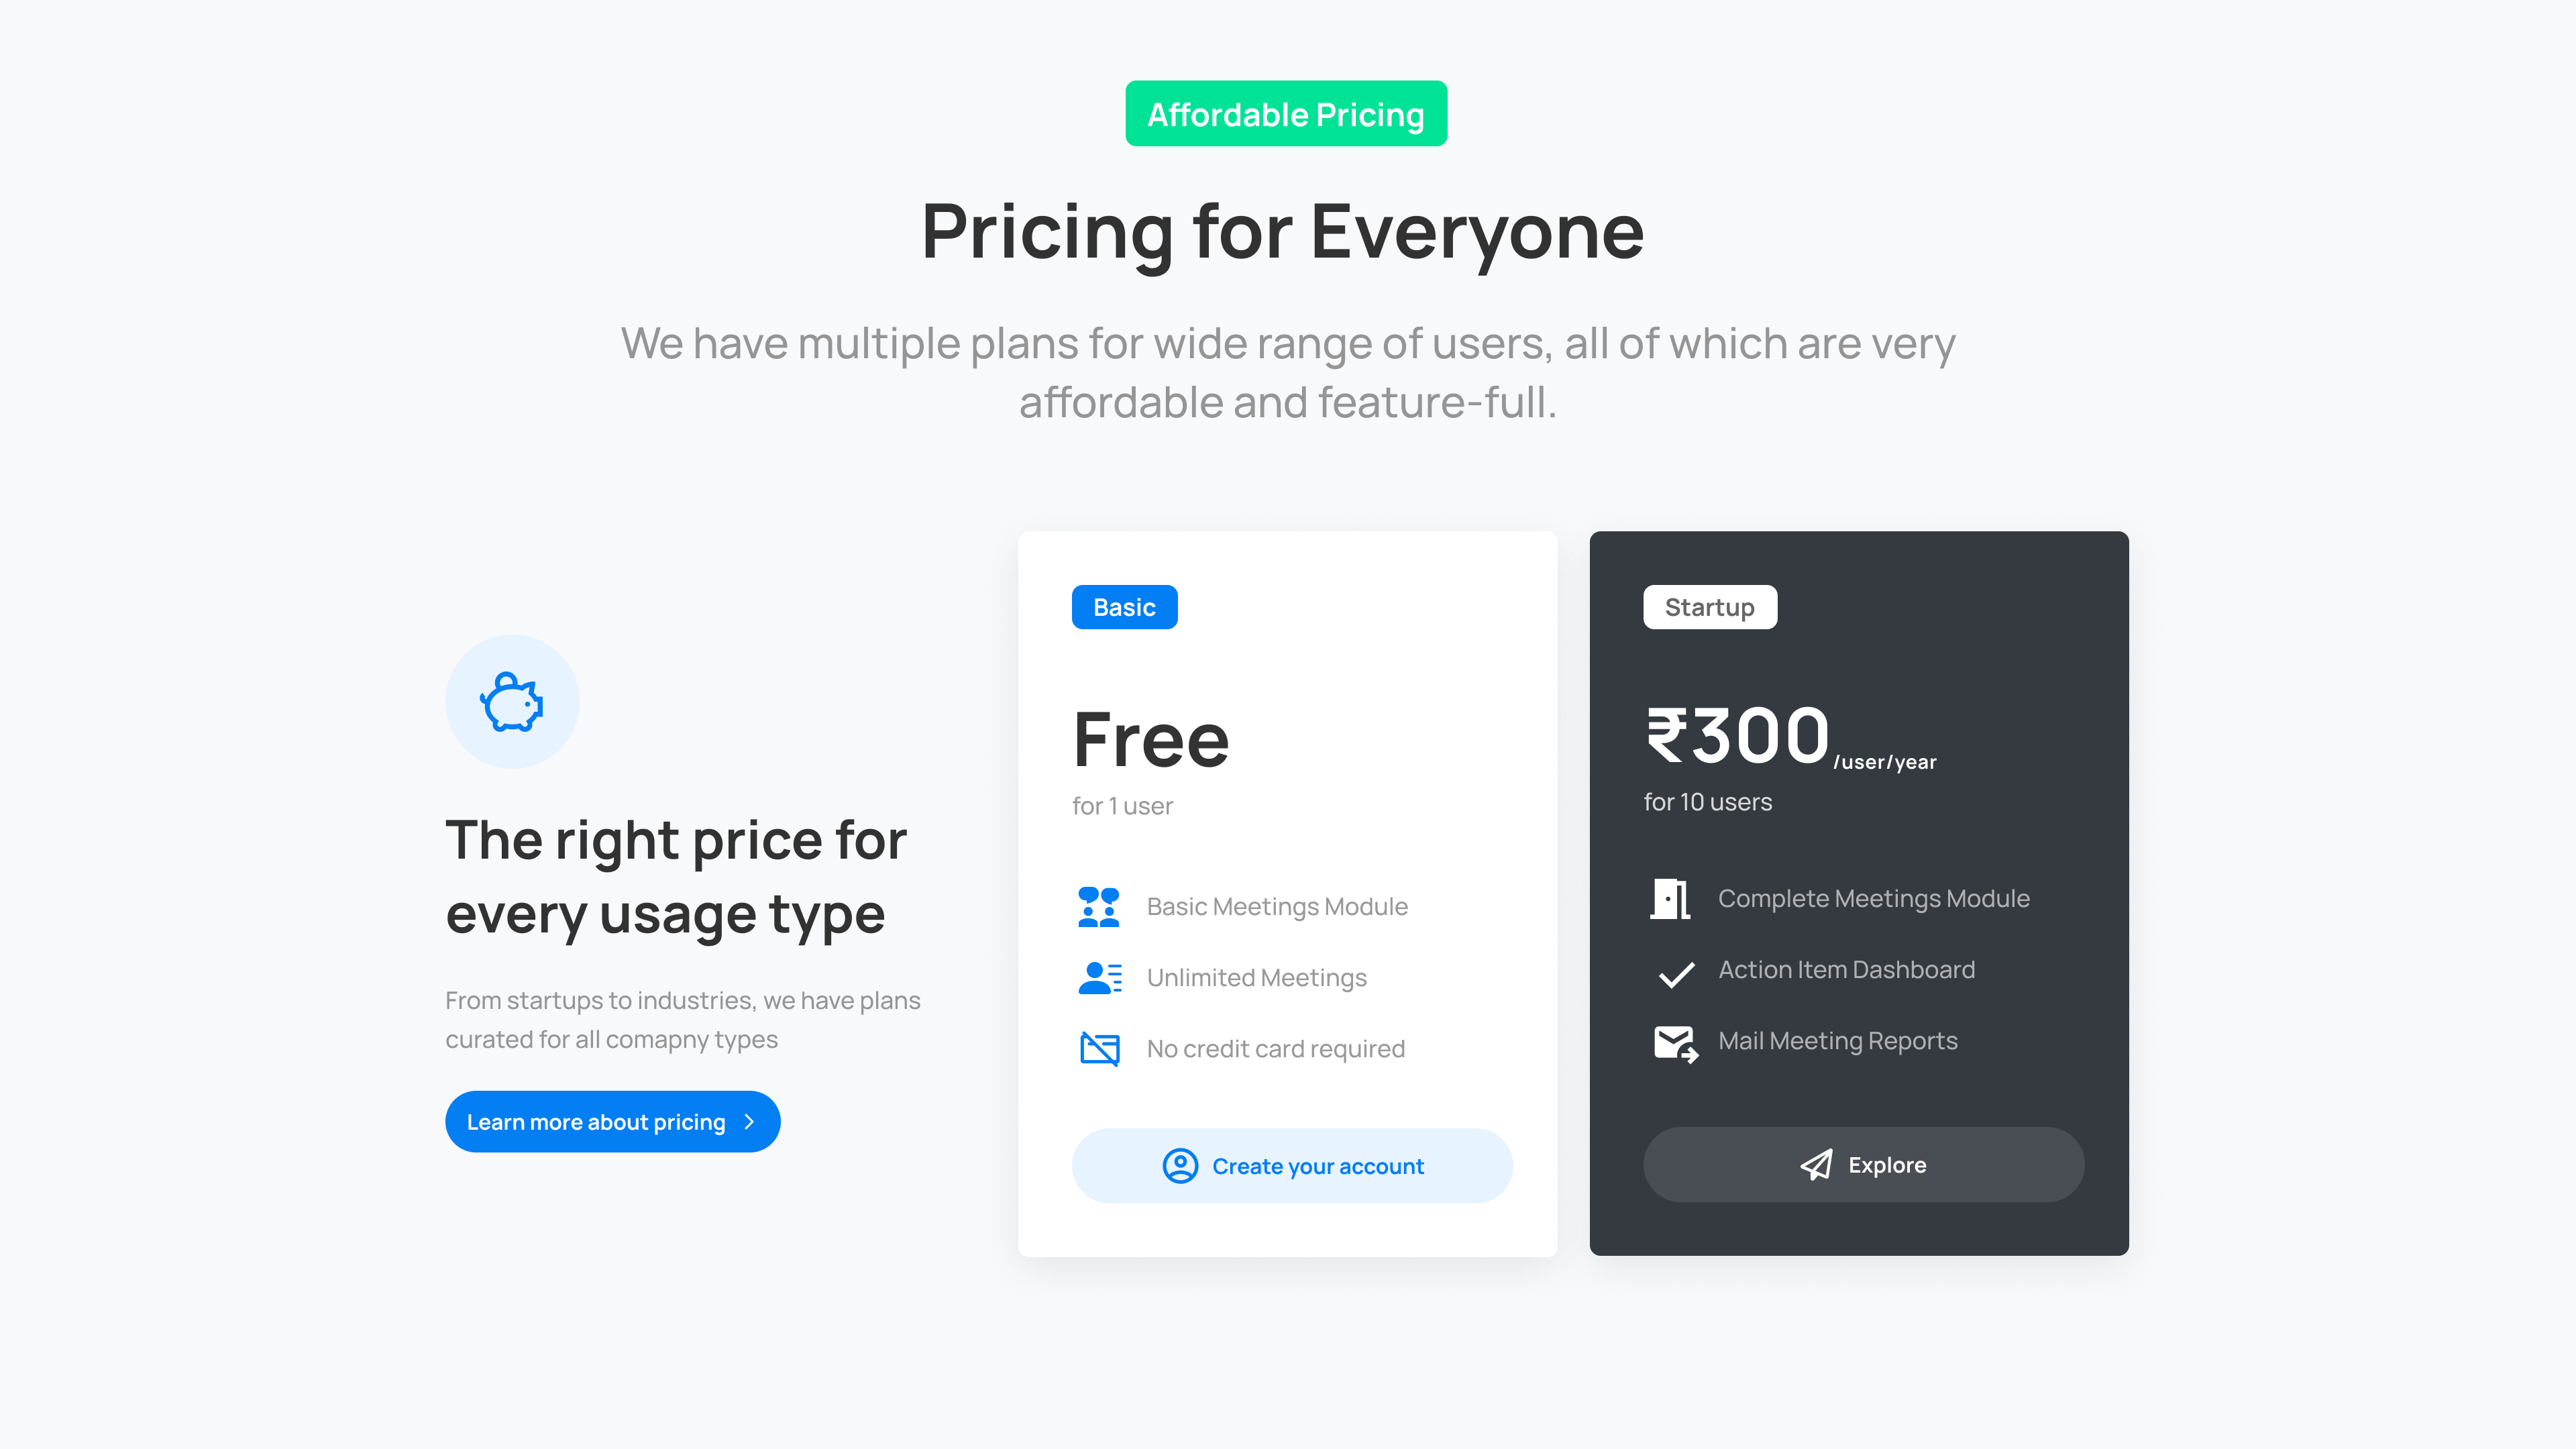 Affordable Pricing
Pricing for Everyone
We have multiple plans for wide range of users, all of which are very
affordable and feature-full.
The right price for
every usage type
From startups to industries, we have plans
curated for all comapny types
Learn more about pricing
Basic
Free
for 1 user
Basic Meetings Module
Unlimited Meetings
No credit card required
Create your account
Startup
₹300 /user/year
for 10 users
Complete Meetings Module
Action Item Dashboard
Mail Meeting Reports
Explore